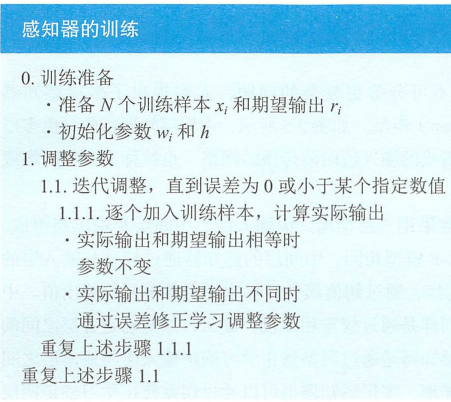 感知器的训练
0. 训练准备
· 准备 N 个训练样本 xᵢ 和期望输出 rᵢ
· 初始化参数 wᵢ 和 h
1. 调整参数
1.1. 迭代调整，直到误差为 0 或小于某个指定数值
1.1.1. 逐个加入训练样本，计算实际输出
· 实际输出和期望输出相等时
参数不变
· 实际输出和期望输出不同时
通过误差修正学习调整参数
重复上述步骤 1.1.1
重复上述步骤 1.1